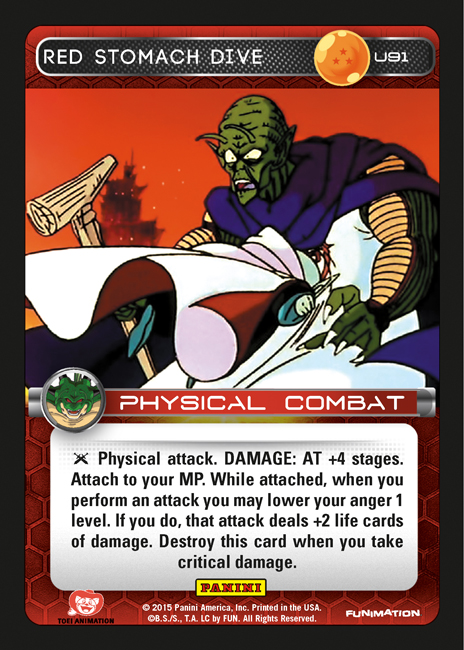 RED STOMACH DIVE U91
PHYSICAL COMBAT
Physical attack. DAMAGE: AT +4 stages.
Attach to your MP. While attached, when you
perform an attack you may lower your anger 1
level. If you do, that attack deals +2 life cards
of damage. Destroy this card when you take
critical damage.
PANINI
TOEI ANIMATION
© 2015 Panini America, Inc. Printed in the USA.
©B.S./S., T.A. LC by FUN. All Rights Reserved.
FUNIMATION